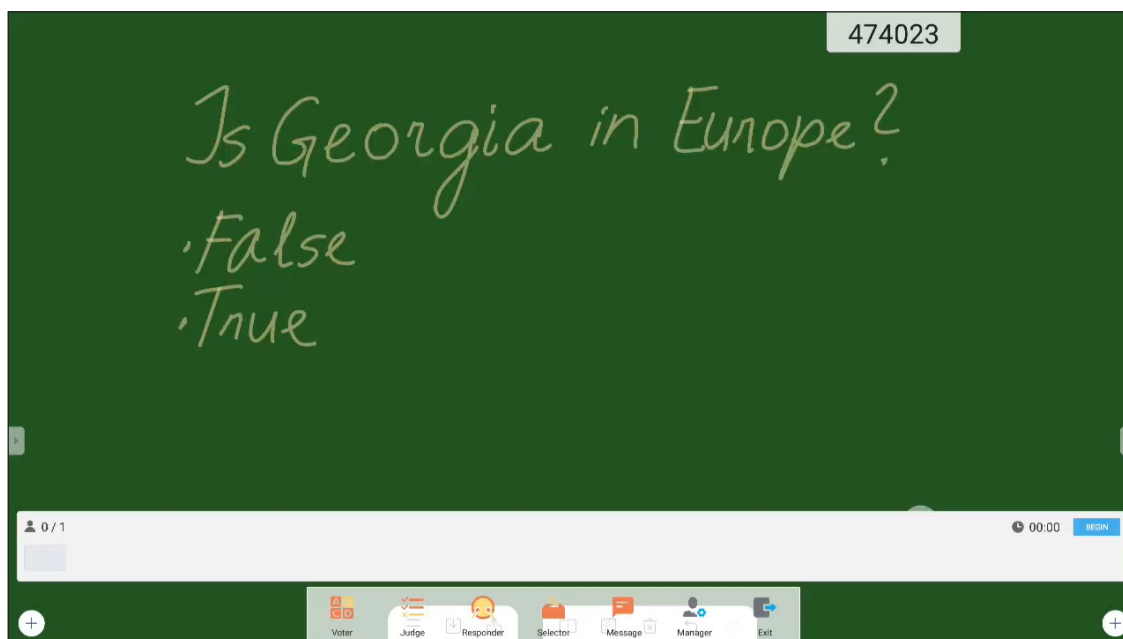 474023
Is Georgia in Europe?
·False
·True
0/1
00:00 BEGIN
A
C D
Voter Judge Responder Selector Message Manager Exit